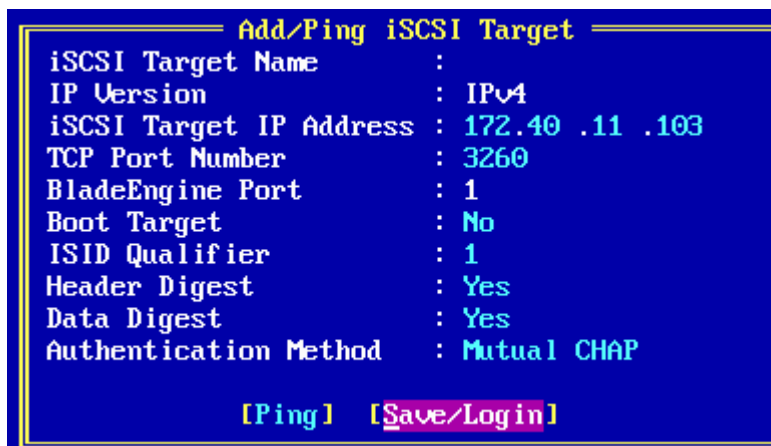 Add/Ping iSCSI Target
iSCSI Target Name :
IP Version : IPv4
iSCSI Target IP Address : 172.40 .11 .103
TCP Port Number : 3260
BladeEngine Port : 1
Boot Target : No
ISID Qualifier : 1
Header Digest : Yes
Data Digest : Yes
Authentication Method : Mutual CHAP
[Ping] [Save/Login]